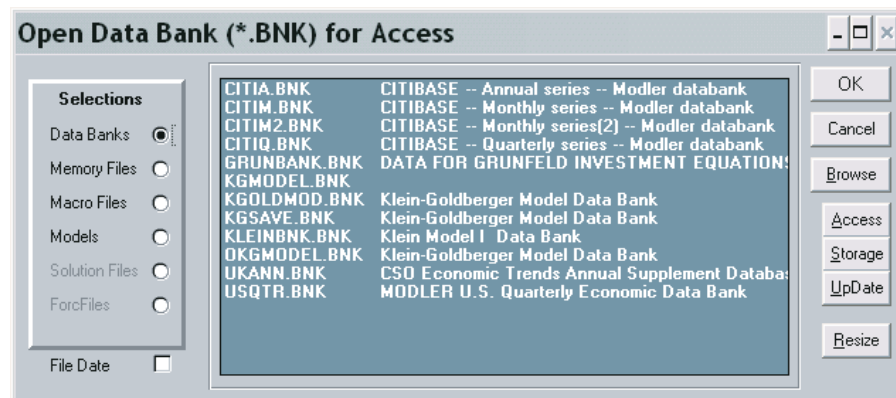 Open Data Bank (*.BNK) for Access
Selections
Data Banks
Memory Files
Macro Files
Models
Solution Files
ForcFiles
File Date
CITIA.BNK CITIBASE -- Annual series -- Modler databank
CITIM.BNK CITIBASE -- Monthly series -- Modler databank
CITIM2.BNK CITIBASE -- Monthly series(2) -- Modler databank
CITIQ.BNK CITIBASE -- Quarterly series -- Modler databank
GRUNBANK.BNK DATA FOR GRUNFELD INVESTMENT EQUATIONS
KGMODEL.BNK
KGOLDMOD.BNK Klein-Goldberger Model Data Bank
KGSAVE.BNK Klein-Goldberger Model Data Bank
KLEINBNK.BNK Klein Model I Data Bank
OKGMODEL.BNK Klein-Goldberger Model Data Bank
UKANN.BNK CSO Economic Trends Annual Supplement Databa
USQTR.BNK MODLER U.S. Quarterly Economic Data Bank
OK
Cancel
Browse
Access
Storage
UpDate
Resize